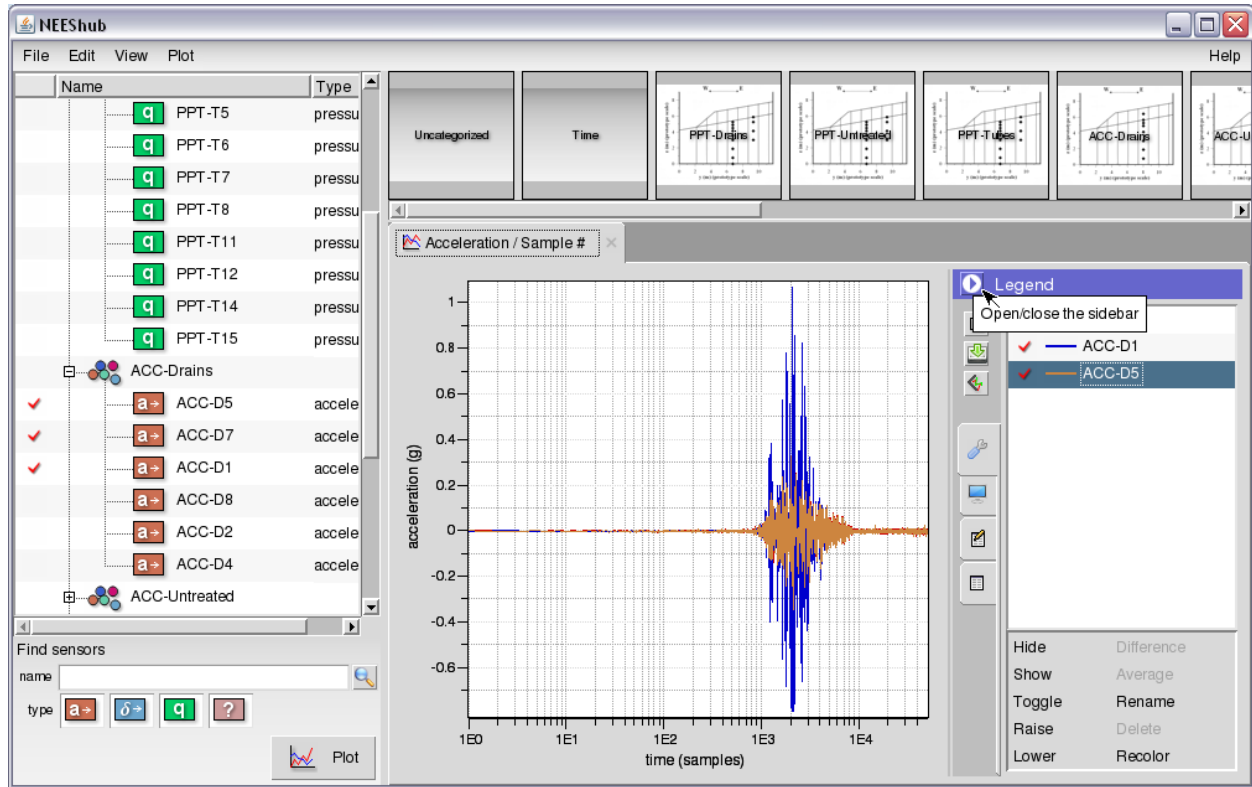 NEEShub
File Edit View Plot Help
Name Type
PPT-T5 pressu
PPT-T6 pressu
PPT-T7 pressu
PPT-T8 pressu
PPT-T11 pressu
PPT-T12 pressu
PPT-T14 pressu
PPT-T15 pressu
ACC-Drains
ACC-D5 accele
ACC-D7 accele
ACC-D1 accele
ACC-D8 accele
ACC-D2 accele
ACC-D4 accele
ACC-Untreated
Find sensors
name
type a δ q ?
Plot
Uncategorized
Time
PPT-Drains
PPT-Untreated
PPT-Tubes
ACC-Drains
ACC-U
Acceleration / Sample #
acceleration (g)
1
0.8
0.6
0.4
0.2
0
-0.2
-0.4
-0.6
1E0 1E1 1E2 1E3 1E4
time (samples)
Legend
Open/close the sidebar
ACC-D1
ACC-D5
Hide Difference
Show Average
Toggle Rename
Raise Delete
Lower Recolor